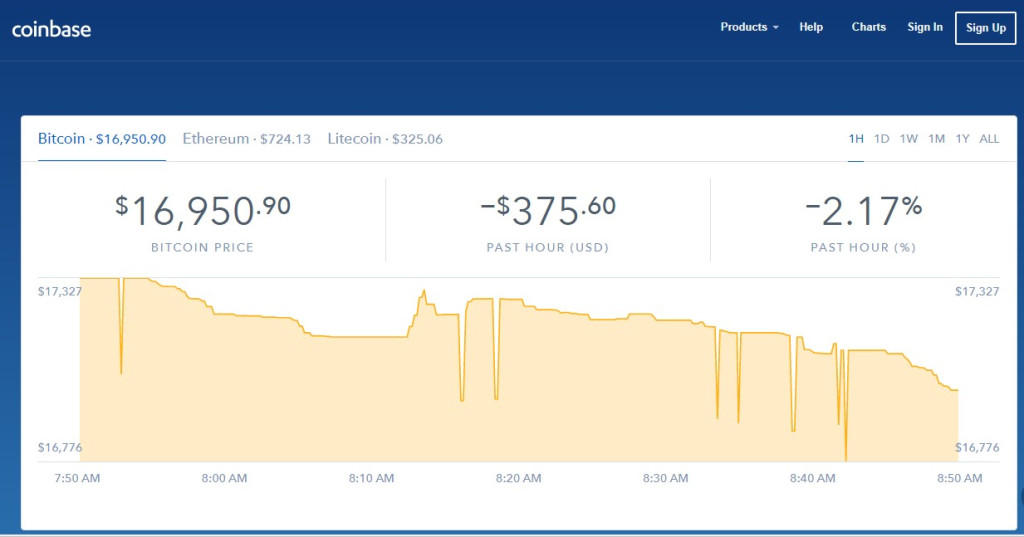 coinbase
Products Help Charts Sign In Sign Up
Bitcoin · $16,950.90 Ethereum · $724.13 Litecoin · $325.06 1H 1D 1W 1M 1Y ALL
$16,950.90 −$375.60 −2.17%
BITCOIN PRICE PAST HOUR (USD) PAST HOUR (%)
$17,327 $17,327
$16,776 $16,776
7:50 AM 8:00 AM 8:10 AM 8:20 AM 8:30 AM 8:40 AM 8:50 AM